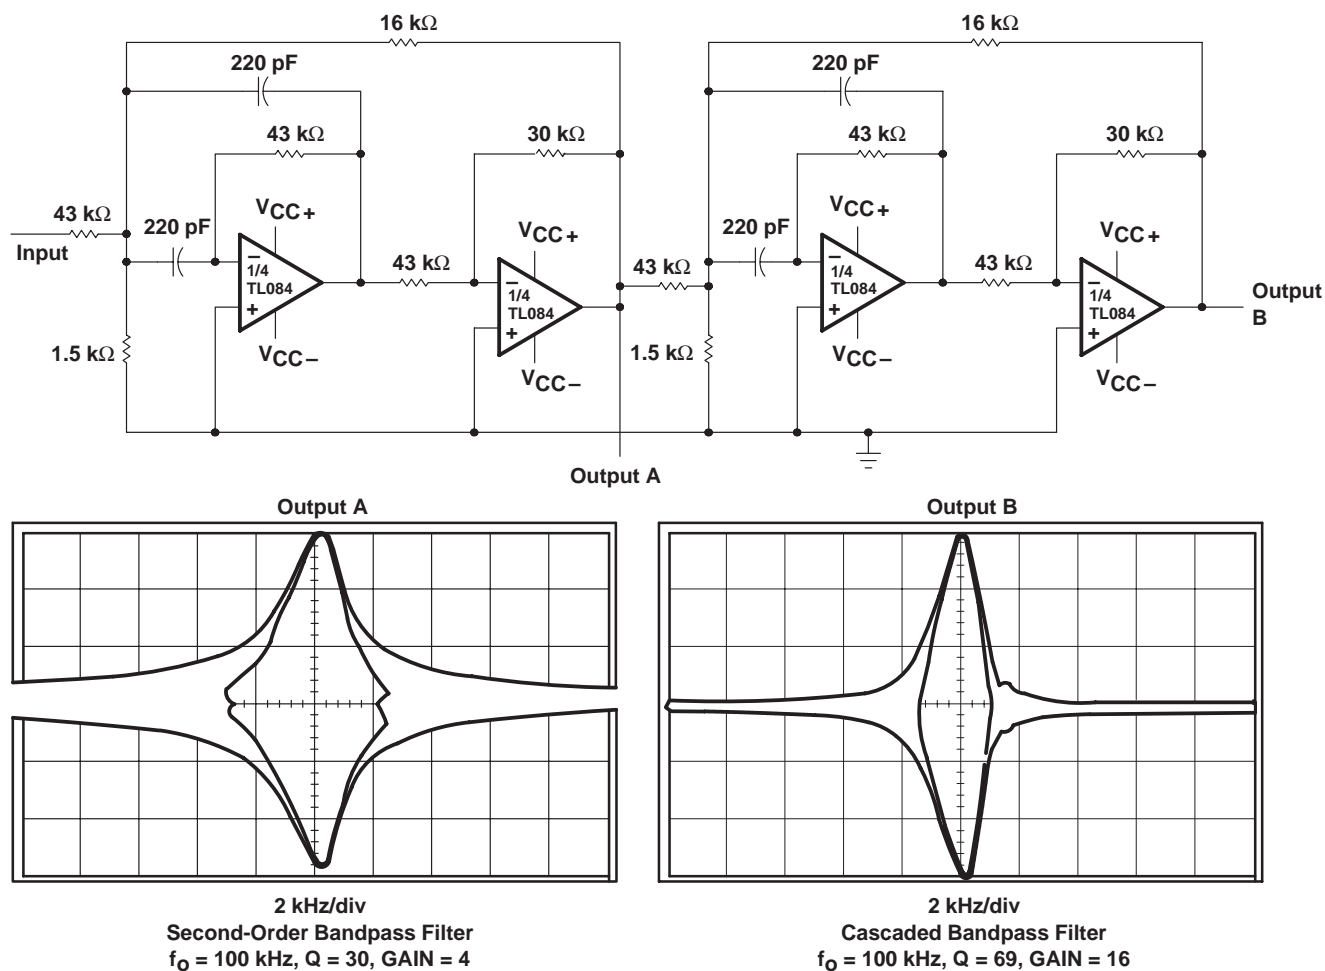 16 kΩ
16 kΩ
220 pF
220 pF
43 kΩ
30 kΩ
43 kΩ
30 kΩ
43 kΩ
Input
220 pF
VCC+
–
1/4
TL084
+
VCC–
43 kΩ
VCC+
–
1/4
TL084
+
VCC–
1.5 kΩ
43 kΩ
220 pF
VCC+
–
1/4
TL084
+
VCC–
43 kΩ
VCC+
–
1/4
TL084
+
VCC–
1.5 kΩ
Output
B
Output A
Output A
Output B
2 kHz/div
Second-Order Bandpass Filter
fo = 100 kHz, Q = 30, GAIN = 4
2 kHz/div
Cascaded Bandpass Filter
fo = 100 kHz, Q = 69, GAIN = 16